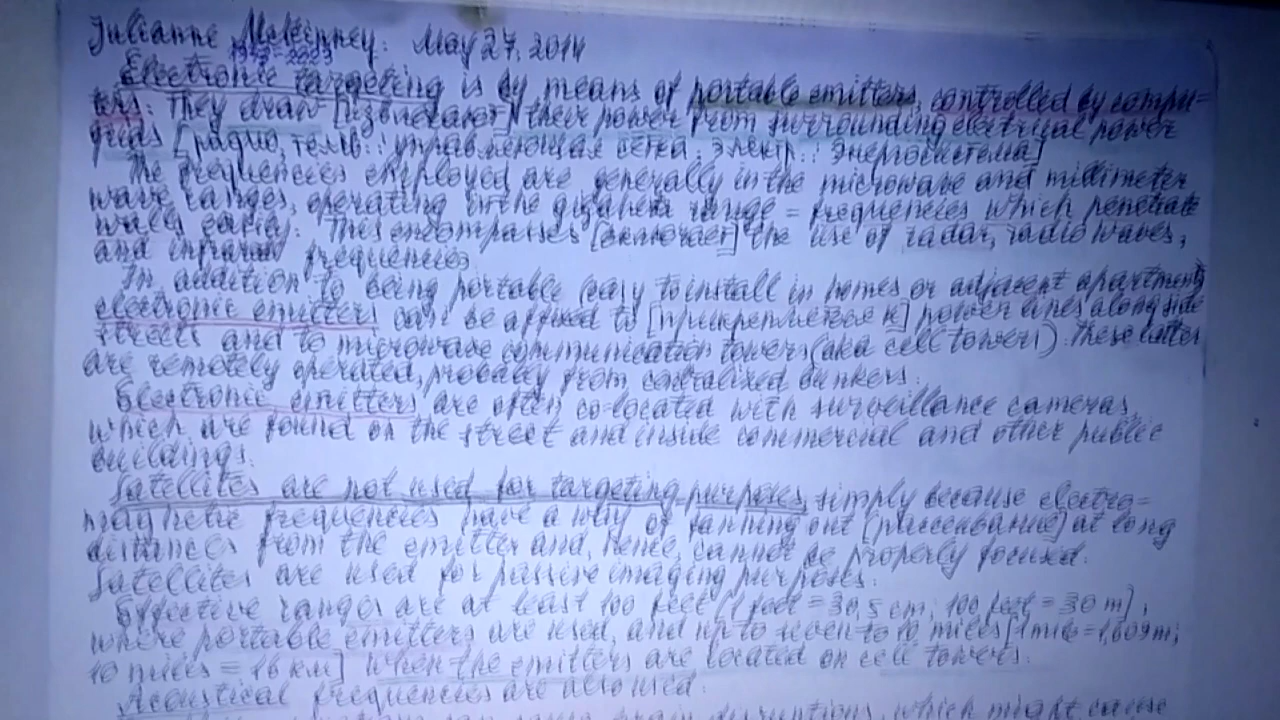 Julianne McKinney: May 27, 2014
Electronic targeting is by means of portable emitters, controlled by compu=
ters. They draw [извлекают] their power from surrounding electrical power
grids [радио, телев.: управляющая сетка; электр.: энергосистема]
The frequencies employed are generally in the microwave and millimeter
wave ranges, operating in the gigahertz range = frequencies which penetrate
walls easily. This encompasses [включает] the use of radar, radio waves,
and infrared frequencies.
In addition to being portable (easy to install in homes or adjacent apartments
electronic emitters can be affixed to [прикрепляется к] power lines alongside
streets and to microwave communication towers (aka cell towers). These latter
are remotely operated, probably from centralized bunkers.
Electronic emitters are often co-located with surveillance cameras,
which are found on the street and inside commercial and other public
buildings.
Satellites are not used for targeting purposes, simply because electro=
magnetic frequencies have a way of fanning out [рассеивание] at long
distances from the emitter and, hence, cannot be properly focused.
Satellites are used for passive imaging purposes.
Effective ranges are at least 100 feet [1 feet = 30,5 cm; 100 feet = 30 m],
where portable emitters are used, and up to seven to 10 miles [1 mile = 1,609 m;
10 miles = 16 km] when the emitters are located on cell towers.
Acoustical frequencies are also used.
can cause brain disruptions, which might cause